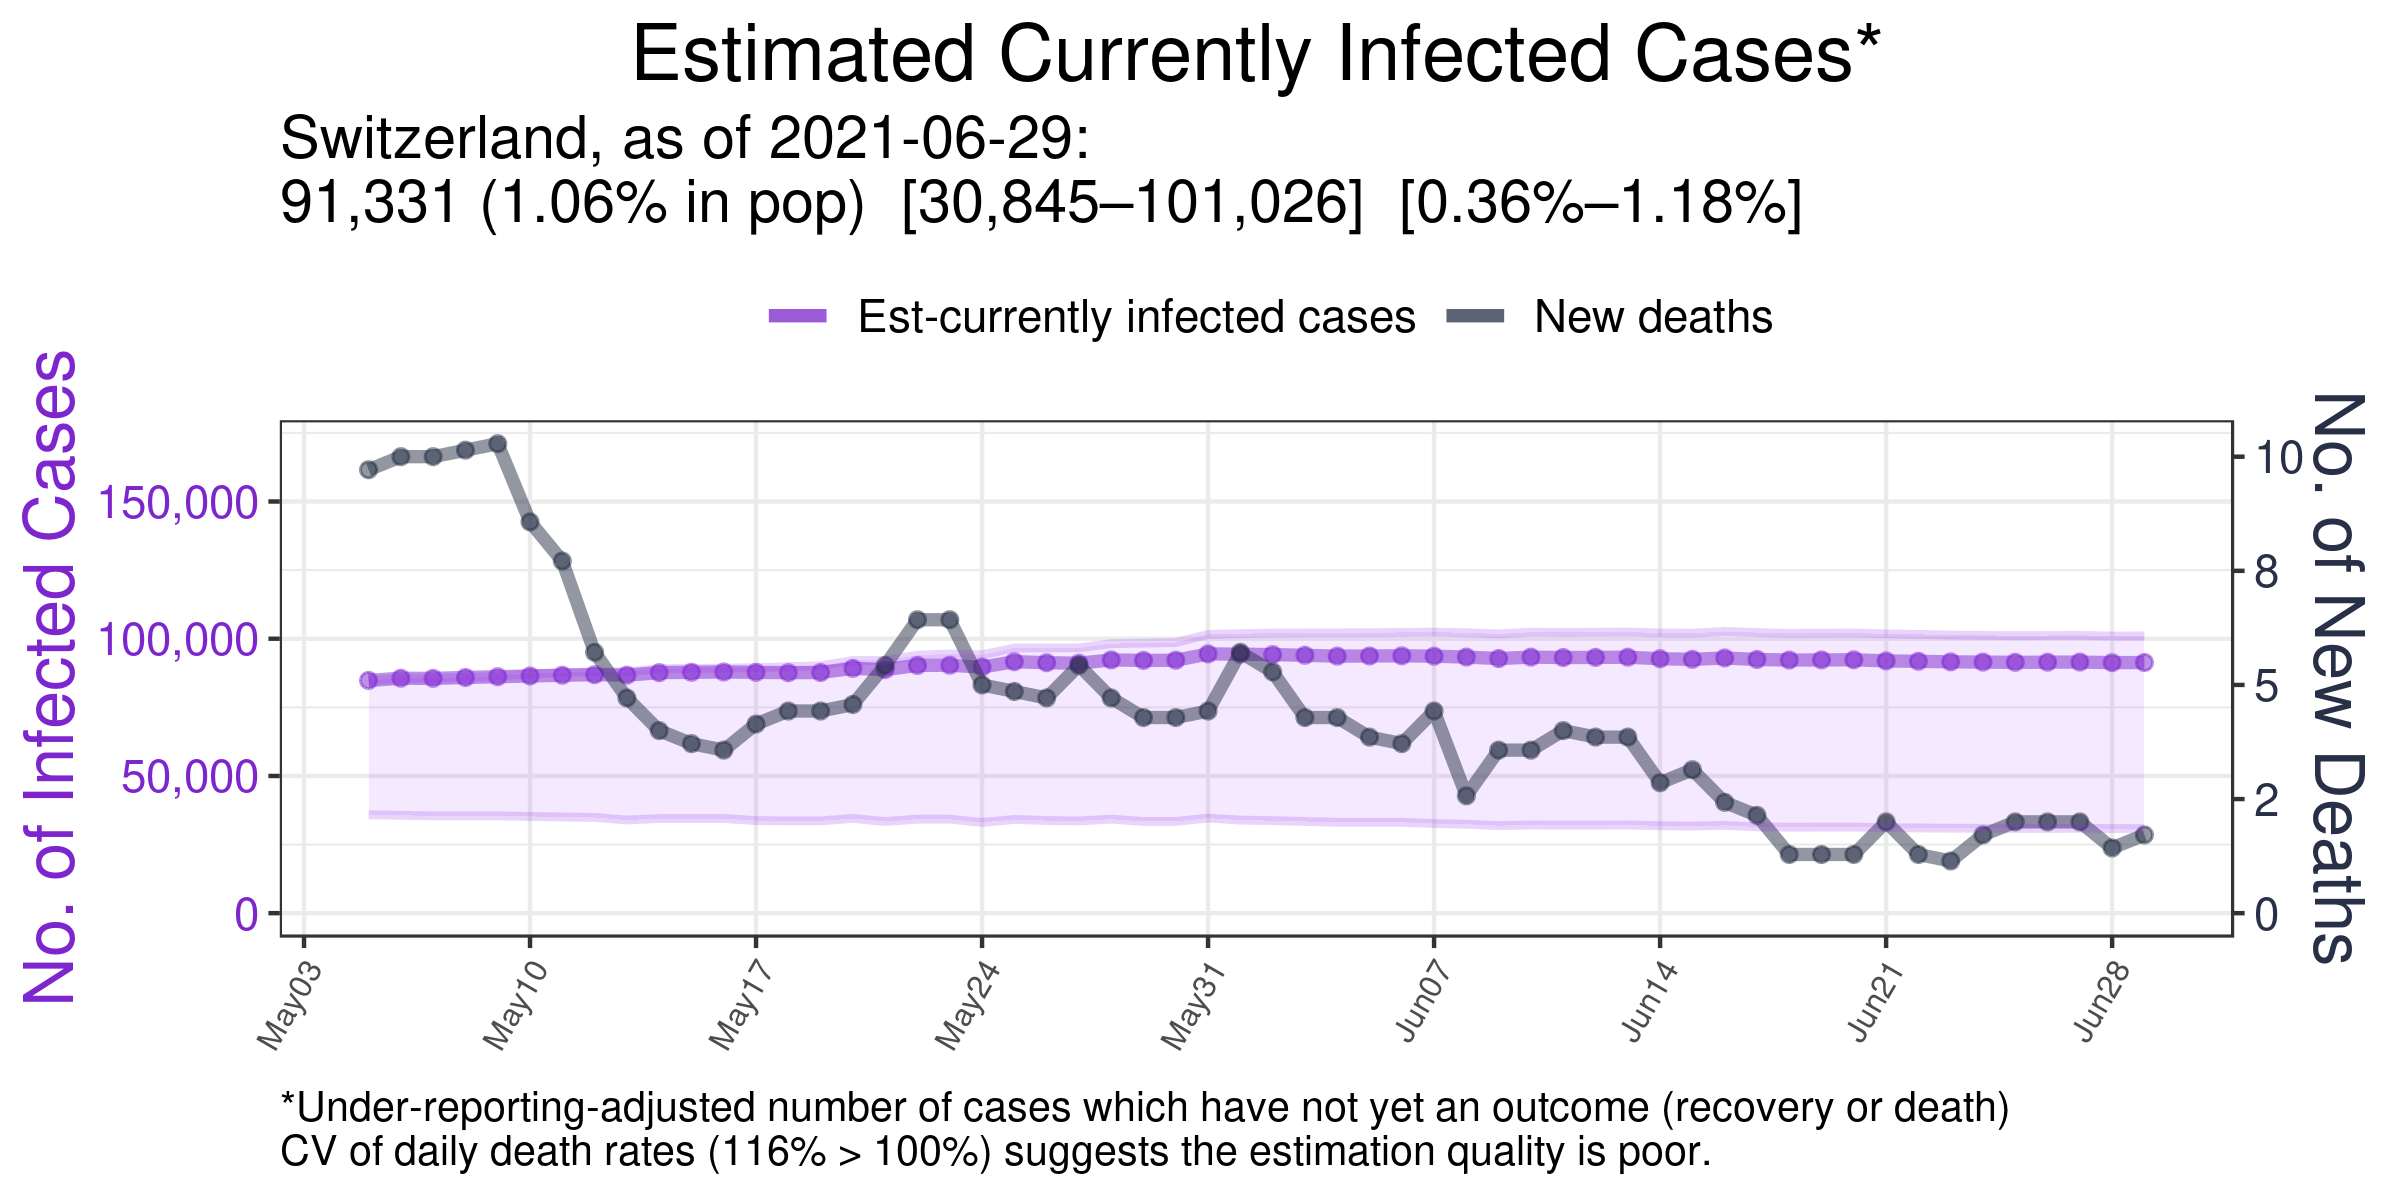 Estimated Currently Infected Cases*
Switzerland, as of 2021-06-29:
91,331 (1.06% in pop)  [30,845–101,026]  [0.36%–1.18%]
Est-currently infected cases
New deaths
No. of Infected Cases
150,000
100,000
50,000
0
10
8
5
2
0
No. of New Deaths
May03
May10
May17
May24
May31
Jun07
Jun14
Jun21
Jun28
*Under-reporting-adjusted number of cases which have not yet an outcome (recovery or death)
CV of daily death rates (116% > 100%) suggests the estimation quality is poor.